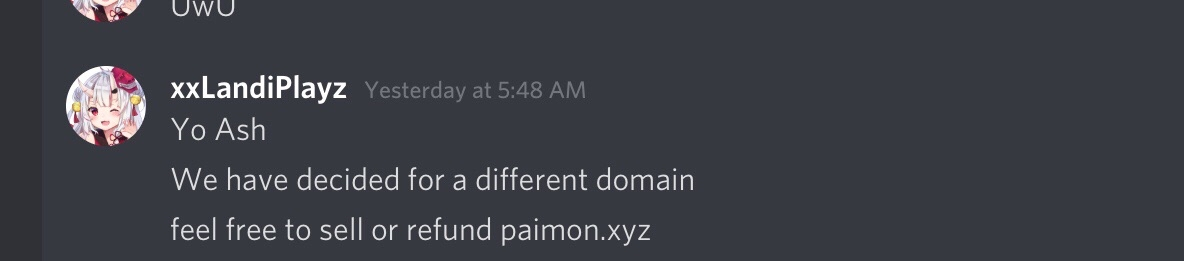 UwU
xxLandiPlayz Yesterday at 5:48 AM
Yo Ash
We have decided for a different domain
feel free to sell or refund paimon.xyz